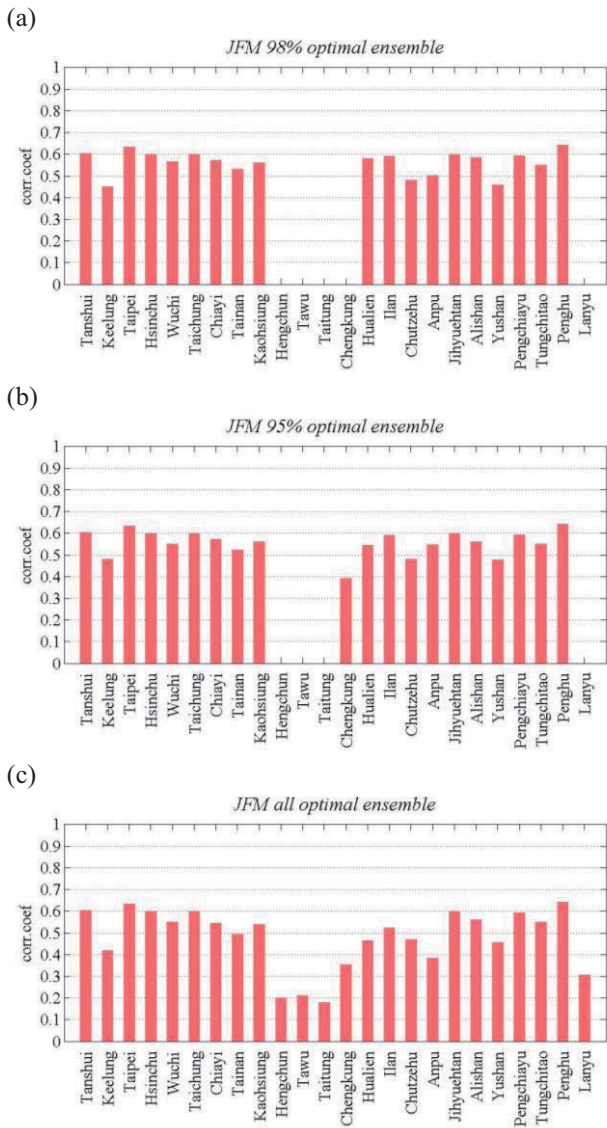 (a)
JFM 98% optimal ensemble
1
0.9
0.8
0.7
0.6
0.5
0.4
0.3
0.2
0.1
0
corr.coef
Tanshui
Keelung
Taipei
Hsinchu
Wuchi
Taichung
Chiayi
Tainan
Kaohsiung
Hengchun
Tawu
Taitung
Chengkung
Hualien
Ilan
Chutzehu
Anpu
Jihyuehtan
Alishan
Yushan
Pengchiayu
Tungchitao
Penghu
Lanyu
(b)
JFM 95% optimal ensemble
1
0.9
0.8
0.7
0.6
0.5
0.4
0.3
0.2
0.1
0
corr.coef
Tanshui
Keelung
Taipei
Hsinchu
Wuchi
Taichung
Chiayi
Tainan
Kaohsiung
Hengchun
Tawu
Taitung
Chengkung
Hualien
Ilan
Chutzehu
Anpu
Jihyuehtan
Alishan
Yushan
Pengchiayu
Tungchitao
Penghu
Lanyu
(c)
JFM all optimal ensemble
1
0.9
0.8
0.7
0.6
0.5
0.4
0.3
0.2
0.1
0
corr.coef
Tanshui
Keelung
Taipei
Hsinchu
Wuchi
Taichung
Chiayi
Tainan
Kaohsiung
Hengchun
Tawu
Taitung
Chengkung
Hualien
Ilan
Chutzehu
Anpu
Jihyuehtan
Alishan
Yushan
Pengchiayu
Tungchitao
Penghu
Lanyu